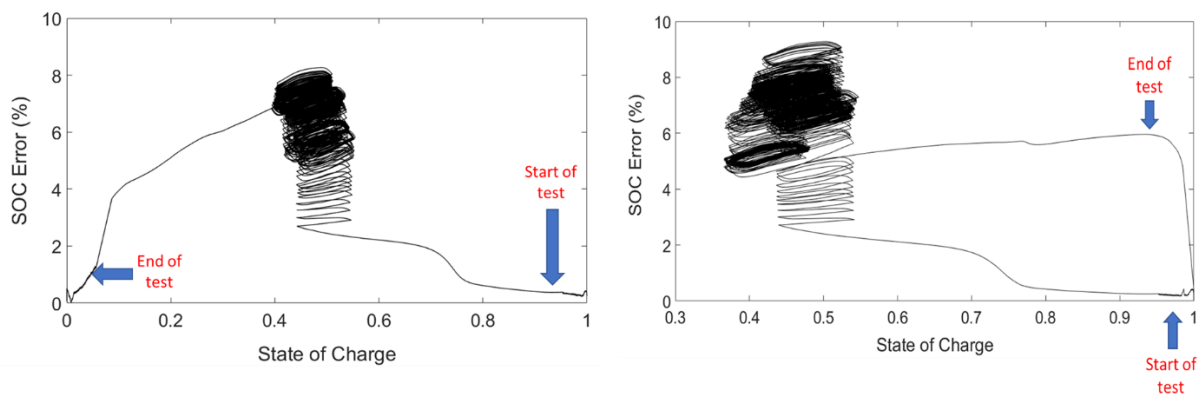 10
8
6
4
2
0
SOC Error (%)
0
0.2
0.4
0.6
0.8
1
State of Charge
Start of
test
End of
test
10
8
6
4
2
0
SOC Error (%)
0.3
0.4
0.5
0.6
0.7
0.8
0.9
1
State of Charge
End of
test
Start of
test